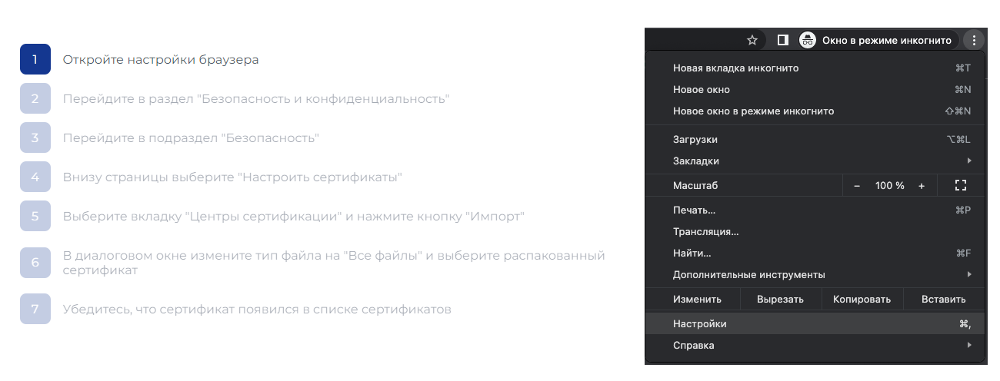 1 Откройте настройки браузера
2 Перейдите в раздел "Безопасность и конфиденциальность"
3 Перейдите в подраздел "Безопасность"
4 Внизу страницы выберите "Настроить сертификаты"
5 Выберите вкладку "Центры сертификации" и нажмите кнопку "Импорт"
6 В диалоговом окне измените тип файла на "Все файлы" и выберите распакованный
сертификат
7 Убедитесь, что сертификат появился в списке сертификатов
Окно в режиме инкогнито
Новая вкладка инкогнито ⌘T
Новое окно ⌘N
Новое окно в режиме инкогнито ⇧⌘N
Загрузки ⌥⌘L
Закладки
Масштаб – 100 % +
Печать... ⌘P
Трансляция...
Найти... ⌘F
Дополнительные инструменты
Изменить Вырезать Копировать Вставить
Настройки ⌘,
Справка